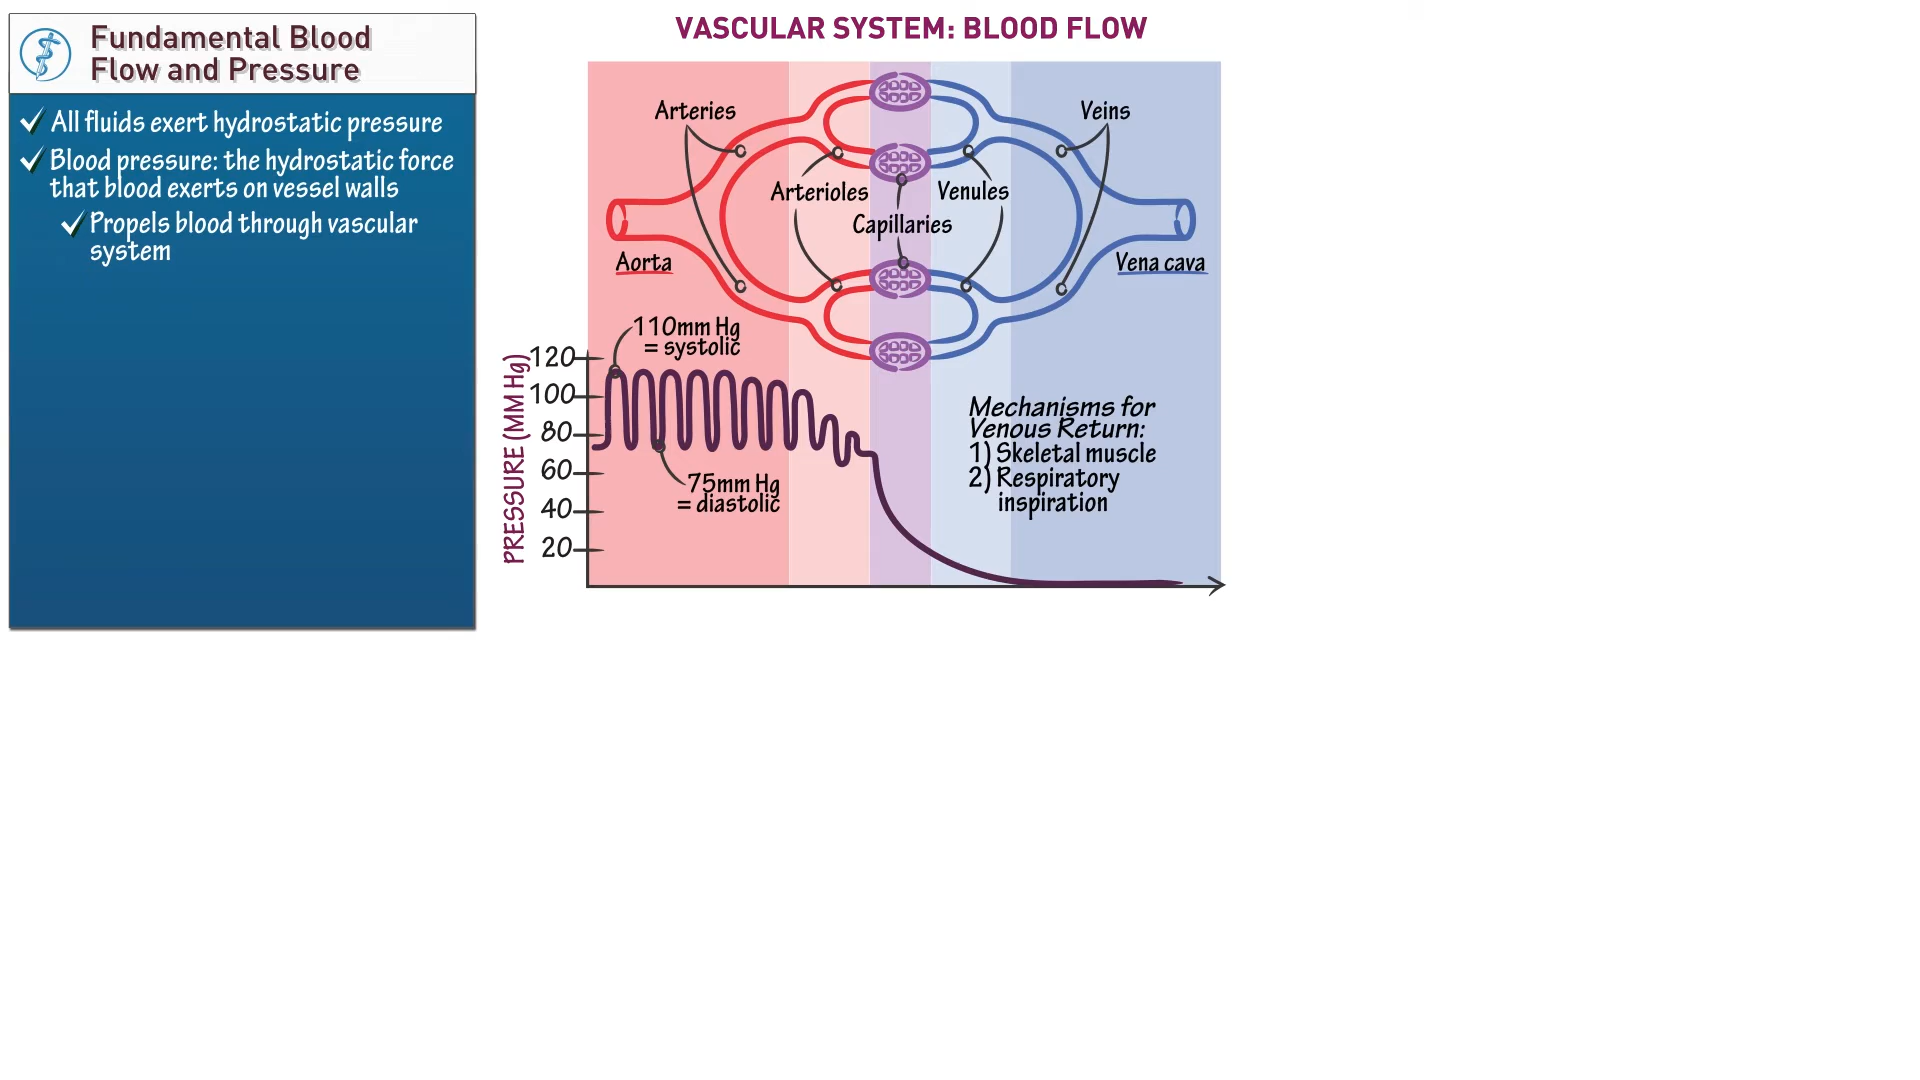 Fundamental Blood
Flow and Pressure
All fluids exert hydrostatic pressure
Blood pressure: the hydrostatic force
that blood exerts on vessel walls
Propels blood through vascular
system
VASCULAR SYSTEM: BLOOD FLOW
Arteries
Veins
Arterioles
Venules
Capillaries
Aorta
Vena cava
110mm Hg
= systolic
PRESSURE (MM Hg)
120
100
80
60
40
20
75mm Hg
= diastolic
Mechanisms for
Venous Return:
1) Skeletal muscle
2) Respiratory
inspiration